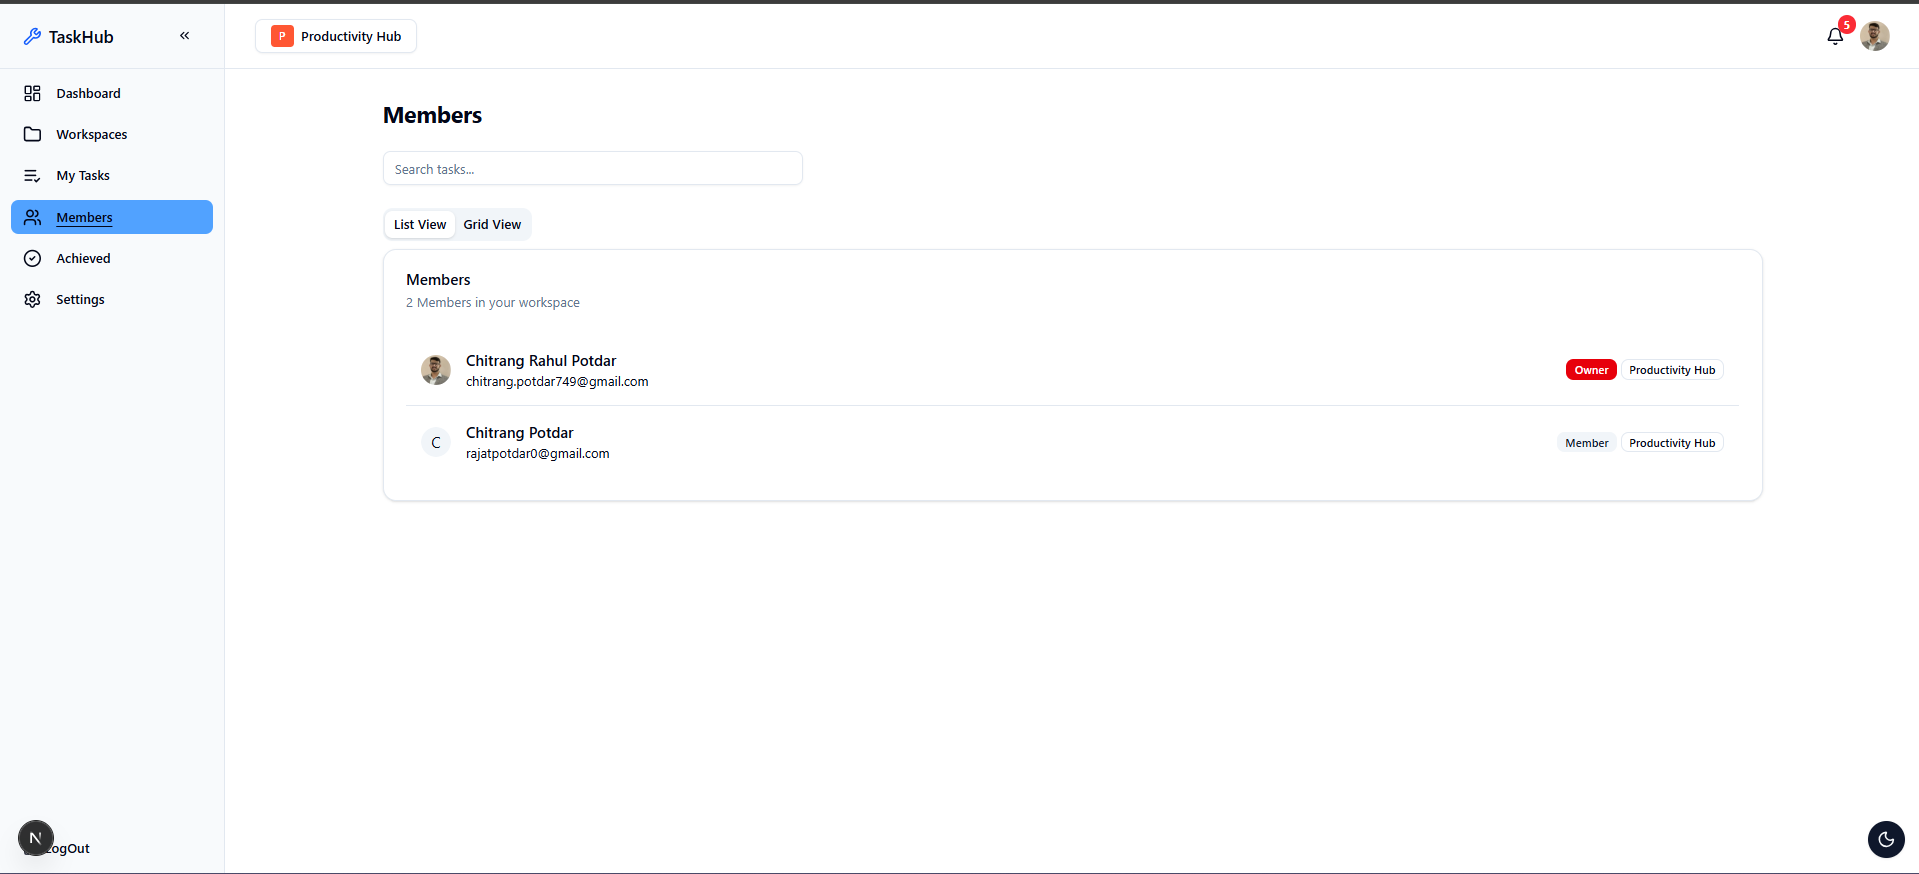 TaskHub
P Productivity Hub
5
Dashboard
Workspaces
My Tasks
Members
Achieved
Settings
Members
Search tasks...
List View Grid View
Members
2 Members in your workspace
Chitrang Rahul Potdar
chitrang.potdar749@gmail.com
Owner Productivity Hub
C
Chitrang Potdar
rajatpotdar0@gmail.com
Member Productivity Hub
N
ogOut